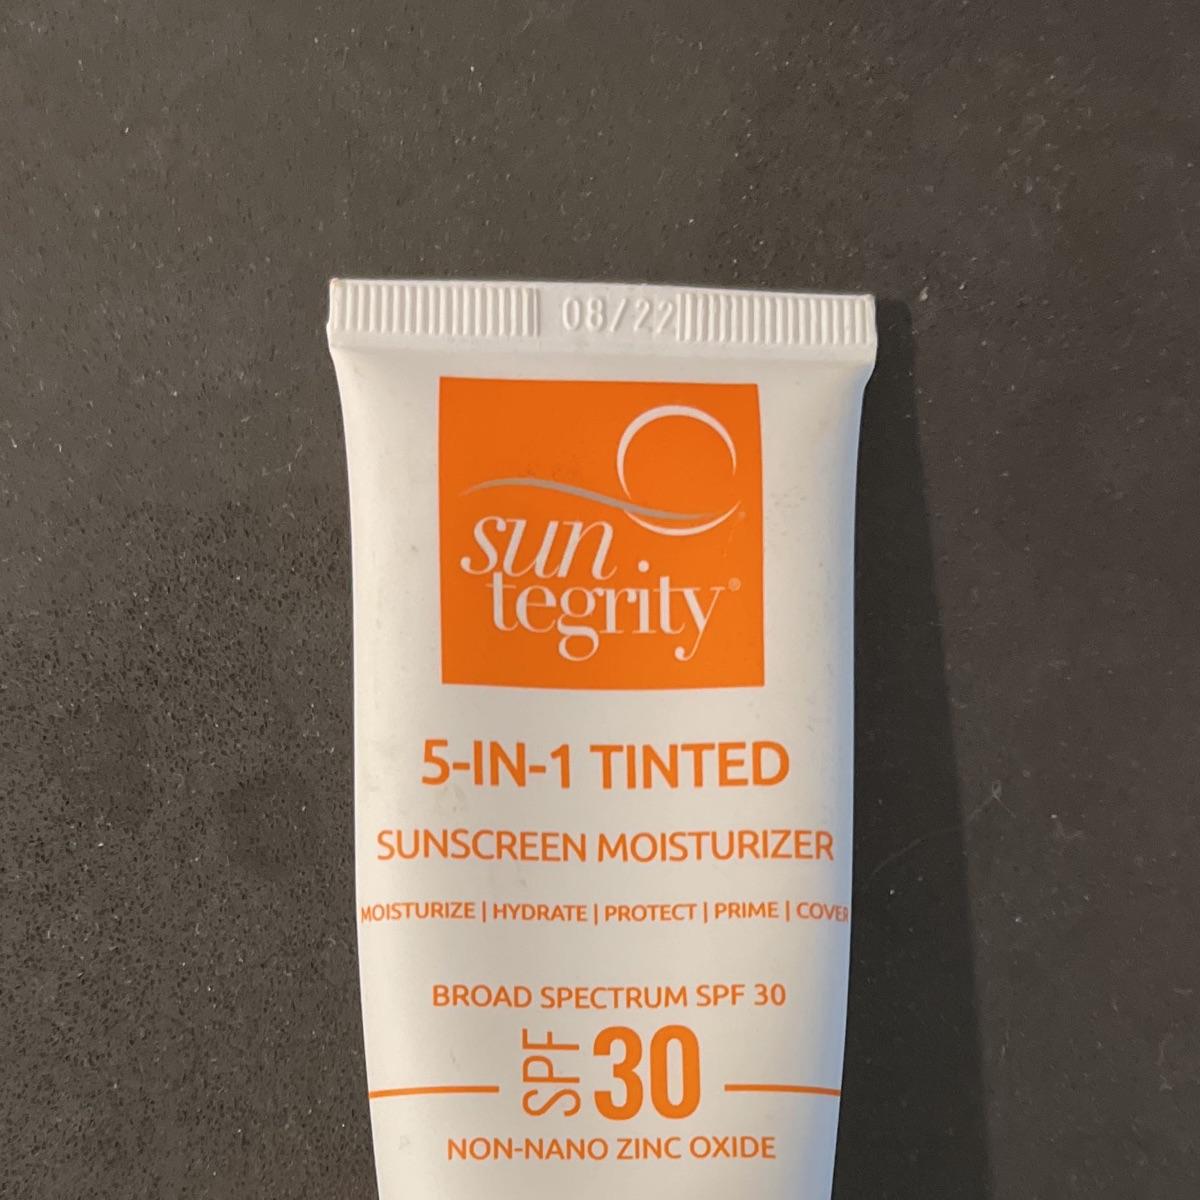 08/22
sun
tegrity®
5-IN-1 TINTED
SUNSCREEN MOISTURIZER
MOISTURIZE | HYDRATE | PROTECT | PRIME | COVER
BROAD SPECTRUM SPF 30
SPF 30
NON-NANO ZINC OXIDE